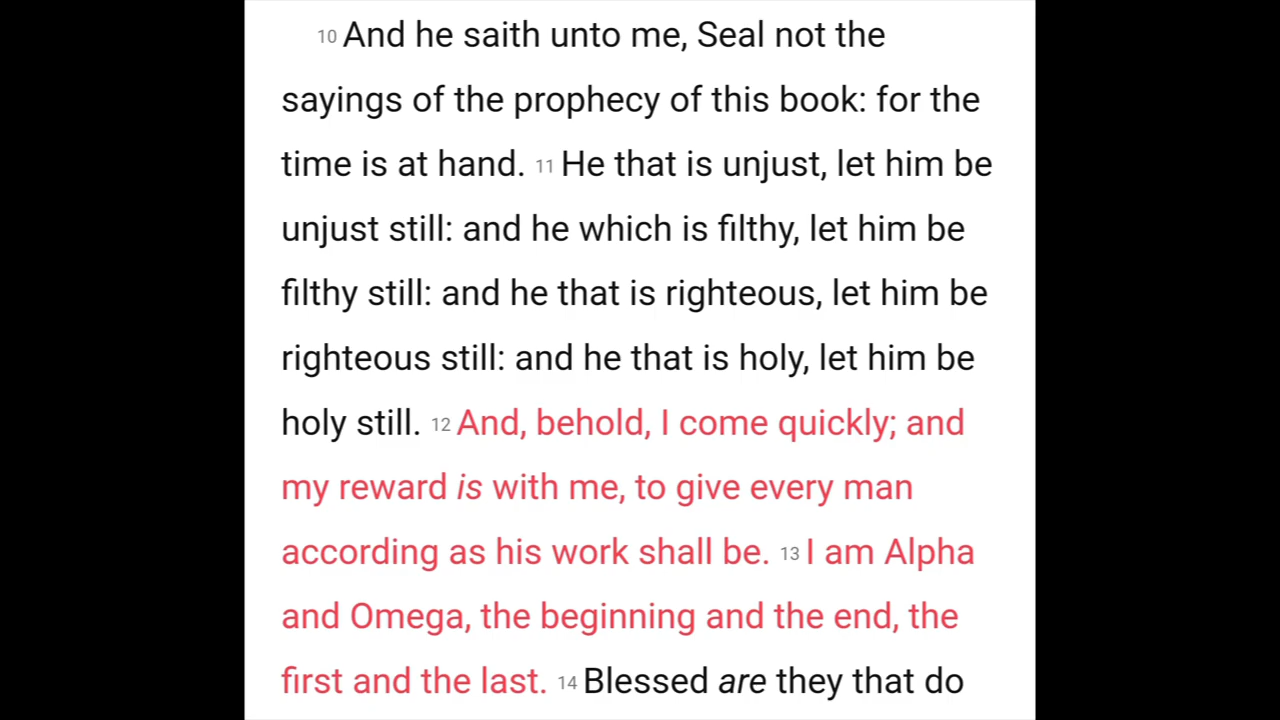 10 And he saith unto me, Seal not the
sayings of the prophecy of this book: for the
time is at hand. 11 He that is unjust, let him be
unjust still: and he which is filthy, let him be
filthy still: and he that is righteous, let him be
righteous still: and he that is holy, let him be
holy still. 12 And, behold, I come quickly; and
my reward is with me, to give every man
according as his work shall be. 13 I am Alpha
and Omega, the beginning and the end, the
first and the last. 14 Blessed are they that do